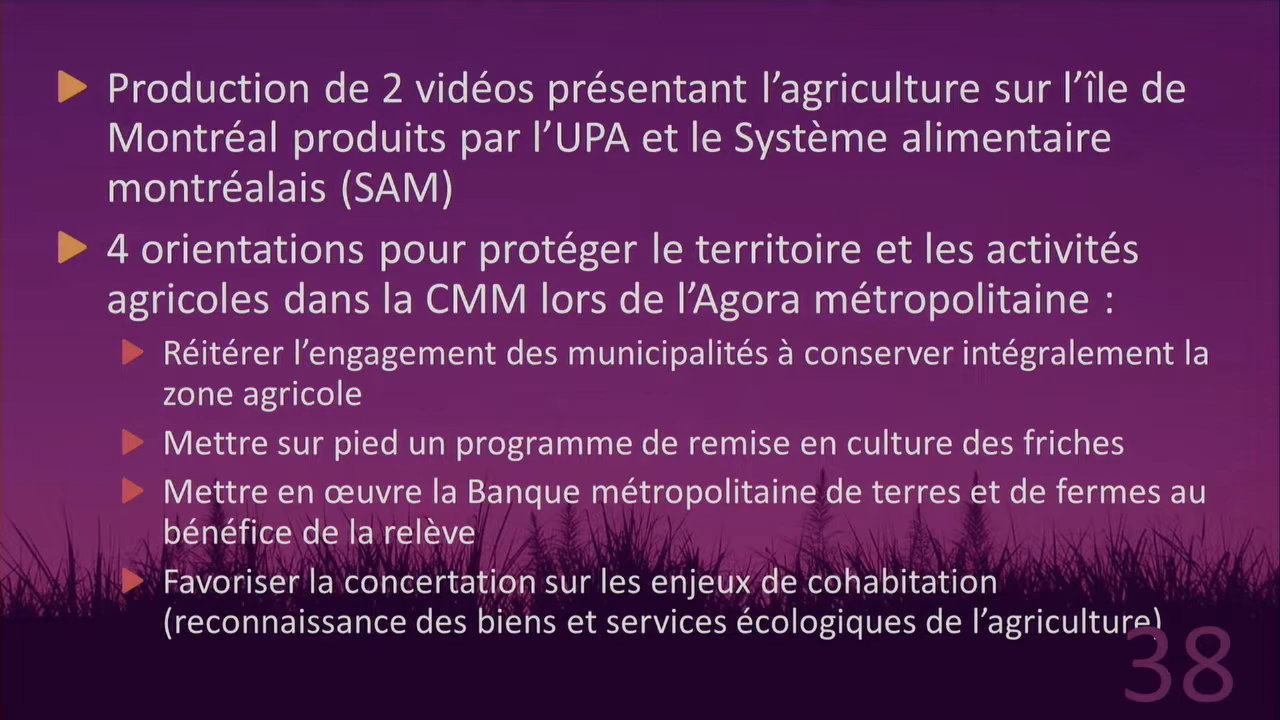 Production de 2 vidéos présentant l’agriculture sur l’île de
Montréal produits par l’UPA et le Système alimentaire
montréalais (SAM)
4 orientations pour protéger le territoire et les activités
agricoles dans la CMM lors de l’Agora métropolitaine :
Réitérer l’engagement des municipalités à conserver intégralement la
zone agricole
Mettre sur pied un programme de remise en culture des friches
Mettre en œuvre la Banque métropolitaine de terres et de fermes au
bénéfice de la relève
Favoriser la concertation sur les enjeux de cohabitation
(reconnaissance des biens et services écologiques de l’agriculture)
38